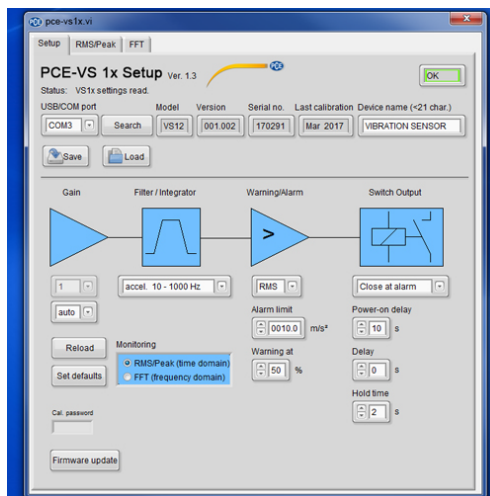 pce-vs1x.vi
Setup RMS/Peak FFT
PCE-VS 1x Setup Ver. 1.3
PCE
OK
Status: VS1x settings read.
USB/COM port Model Version Serial no. Last calibration Device name (<21 char.)
COM3 Search VS12 001.002 170291 Mar 2017 VIBRATION SENSOR
Save Load
Gain Filter / Integrator Warning/Alarm Switch Output
>
1 accel. 10 - 1000 Hz RMS Close at alarm
auto
Alarm limit Power-on delay
0010.0 m/s² 10 s
Reload Monitoring Warning at Delay
RMS/Peak (time domain)
Set defaults FFT (frequency domain) 50 % 0 s
Hold time
Cal. password 2 s
Firmware update